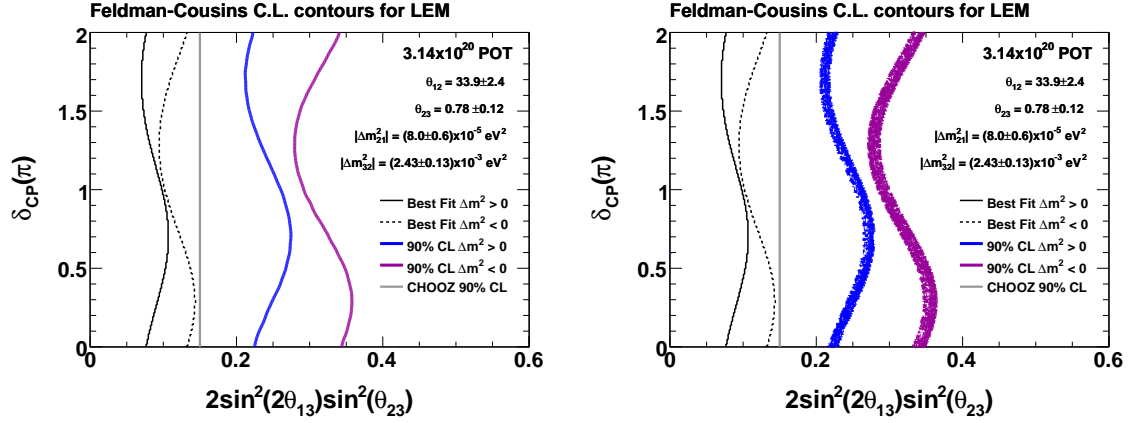 Feldman-Cousins C.L. contours for LEM
2
1.5
1
0.5
0
δCP(π)
3.14x10²⁰ POT
θ12 = 33.9±2.4
θ23 = 0.78 ±0.12
|Δm²21| = (8.0±0.6)x10⁻⁵ eV²
|Δm²32| = (2.43±0.13)x10⁻³ eV²
Best Fit Δm² > 0
Best Fit Δm² < 0
90% CL Δm² > 0
90% CL Δm² < 0
CHOOZ 90% CL
0 0.2 0.4 0.6
2sin²(2θ13)sin²(θ23)
Feldman-Cousins C.L. contours for LEM
2
1.5
1
0.5
0
δCP(π)
3.14x10²⁰ POT
θ12 = 33.9±2.4
θ23 = 0.78 ±0.12
|Δm²21| = (8.0±0.6)x10⁻⁵ eV²
|Δm²32| = (2.43±0.13)x10⁻³ eV²
Best Fit Δm² > 0
Best Fit Δm² < 0
90% CL Δm² > 0
90% CL Δm² < 0
CHOOZ 90% CL
0 0.2 0.4 0.6
2sin²(2θ13)sin²(θ23)